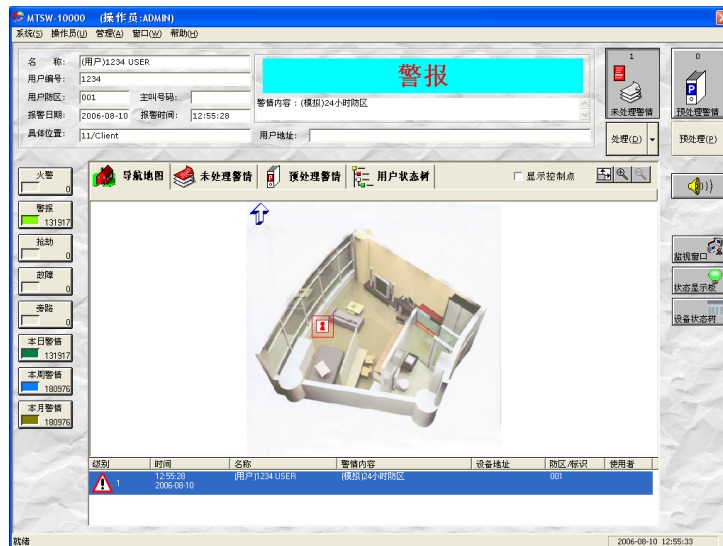 MTSW-10000 (操作员:ADMIN)
系统(S) 操作员(U) 管理(A) 窗口(W) 帮助(H)
名 称: (用户)1234 USER
用户编号: 1234
用户防区: 001 主叫号码:
报警日期: 2006-08-10 报警时间: 12:55:28
具体位置: 11/Client 用户地址:
警报
警情内容 : (模拟)24小时防区
1
未处理警情
处理(D)
0
预处理警情
预处理(P)
火警
0
警报
131917
抢劫
0
故障
0
旁路
0
本日警情
131917
本周警情
180976
本月警情
180976
导航地图 未处理警情 预处理警情 用户状态树 显示控制点
监视窗口
状态显示板
设备状态树
级别 时间 名称 警情内容 设备地址 防区/标识 使用者
1 12:55:28 2006-08-10 (用户)1234 USER (模拟)24小时防区 001
就绪 2006-08-10 12:55:33